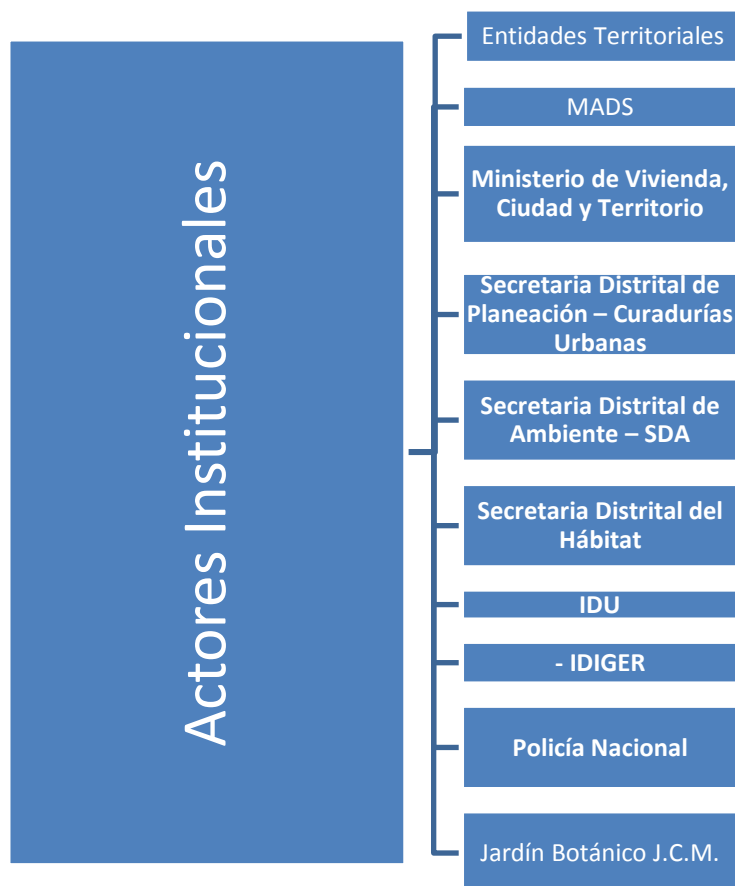 Actores Institucionales
Entidades Territoriales
MADS
Ministerio de Vivienda,
Ciudad y Territorio
Secretaria Distrital de
Planeación – Curadurías
Urbanas
Secretaria Distrital de
Ambiente – SDA
Secretaria Distrital del
Hábitat
IDU
- IDIGER
Policía Nacional
Jardín Botánico J.C.M.